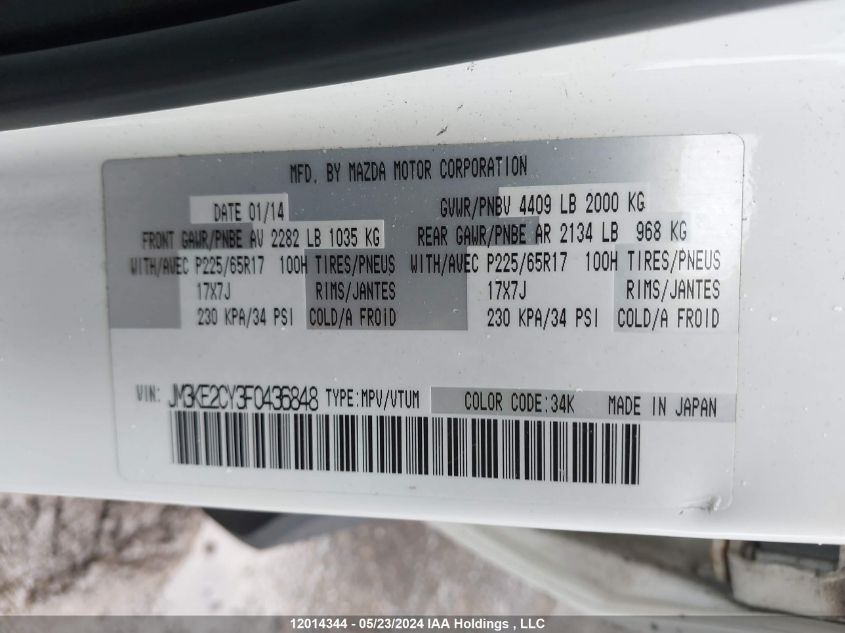 MFD. BY MAZDA MOTOR CORPORATION
DATE 01/14 GVWR/PNBV 4409 LB 2000 KG
FRONT GAWR/PNBE AV 2282 LB 1035 KG REAR GAWR/PNBE AR 2134 LB 968 KG
WITH/AVEC P225/65R17 100H TIRES/PNEUS WITH/AVEC P225/65R17 100H TIRES/PNEUS
17X7J RIMS/JANTES 17X7J RIMS/JANTES
230 KPA/34 PSI COLD/A FROID 230 KPA/34 PSI COLD/A FROID
VIN: JM3KE2CY3F0436848 TYPE:MPV/VTUM COLOR CODE:34K MADE IN JAPAN
12014344 - 05/23/2024 IAA Holdings , LLC